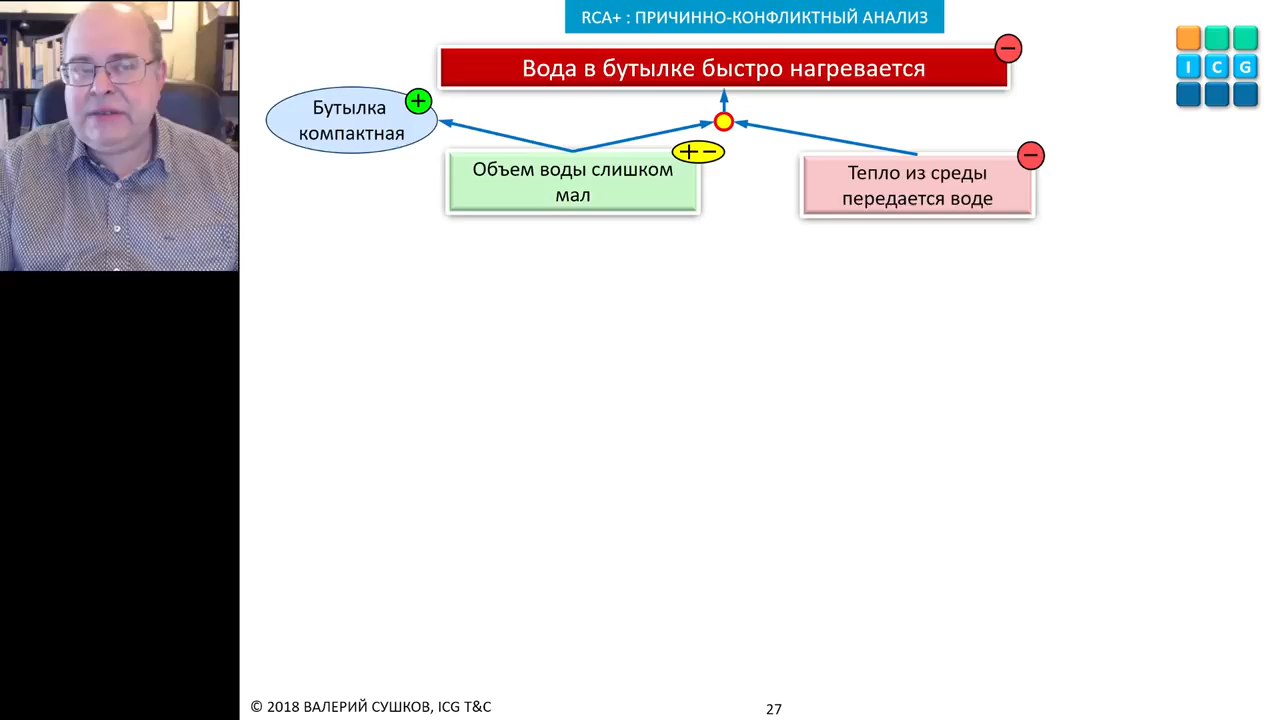 RCA+ : ПРИЧИННО-КОНФЛИКТНЫЙ АНАЛИЗ
Вода в бутылке быстро нагревается
−
I C G
Бутылка
компактная
+
Объем воды слишком
мал
+ −
Тепло из среды
передается воде
−
© 2018 ВАЛЕРИЙ СУШКОВ, ICG T&C
27